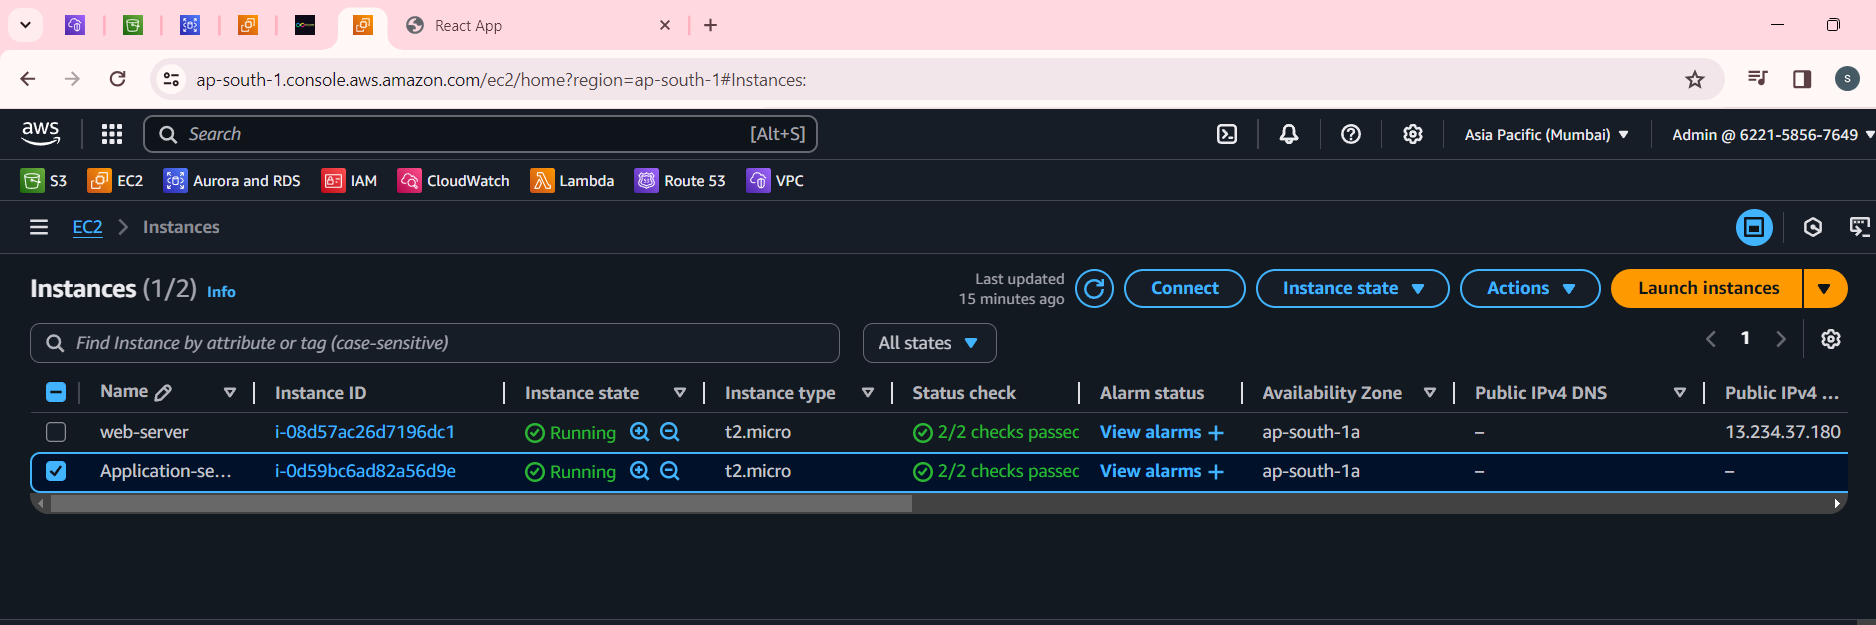 React App
ap-south-1.console.aws.amazon.com/ec2/home?region=ap-south-1#Instances:
S
aws Search [Alt+S] Asia Pacific (Mumbai) Admin @ 6221-5856-7649
S3 EC2 Aurora and RDS IAM CloudWatch Lambda Route 53 VPC
EC2 Instances
Instances (1/2) Info Last updated 15 minutes ago Connect Instance state Actions Launch instances
Find Instance by attribute or tag (case-sensitive) All states 1
Name Instance ID Instance state Instance type Status check Alarm status Availability Zone Public IPv4 DNS Public IPv4 ...
web-server i-08d57ac26d7196dc1 Running t2.micro 2/2 checks passec View alarms + ap-south-1a – 13.234.37.180
Application-se... i-0d59bc6ad82a56d9e Running t2.micro 2/2 checks passec View alarms + ap-south-1a – –